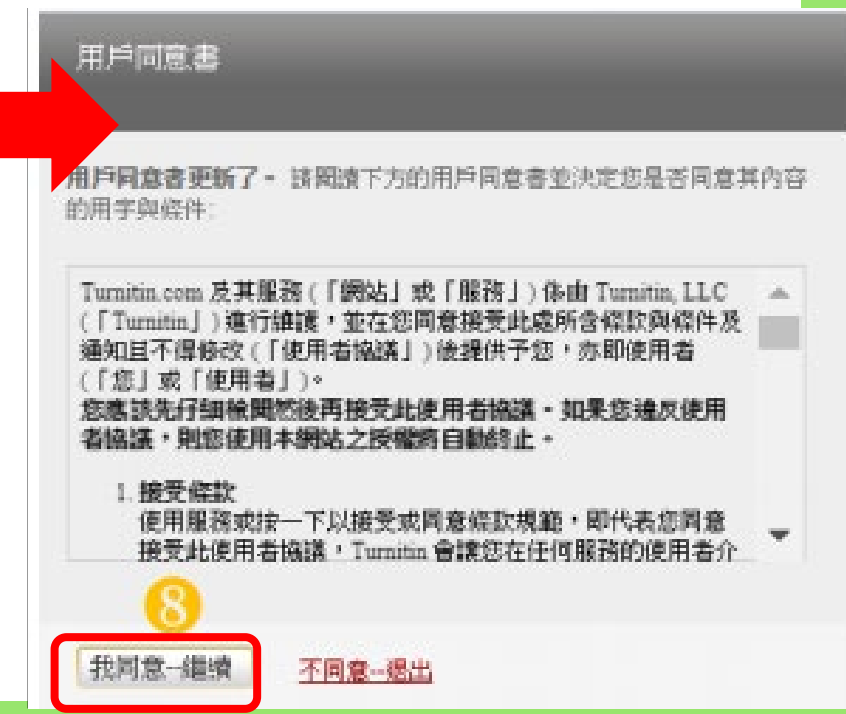 用戶同意書
用戶同意書更新了。 請閱讀下方的用戶同意書並決定您是否同意其內容
的用字與條件:
Turnitin.com 及其服務 (「網站」或「服務」) 係由 Turnitin, LLC
(「Turnitin」) 進行維護，並在您同意接受此處所含條款與條件及
通知且不得修改 (「使用者協議」) 後提供予您，亦即使用者
(「您」或「使用者」)。
您應該先仔細檢閱然後再接受此使用者協議。如果您違反使用
者協議，則您使用本網站之授權將自動終止。
1. 接受條款
使用服務或按一下以接受或同意條款規範，即代表您同意
接受此使用者協議，Turnitin 會讓您在任何服務的使用者介
8
我同意--繼續
不同意--退出